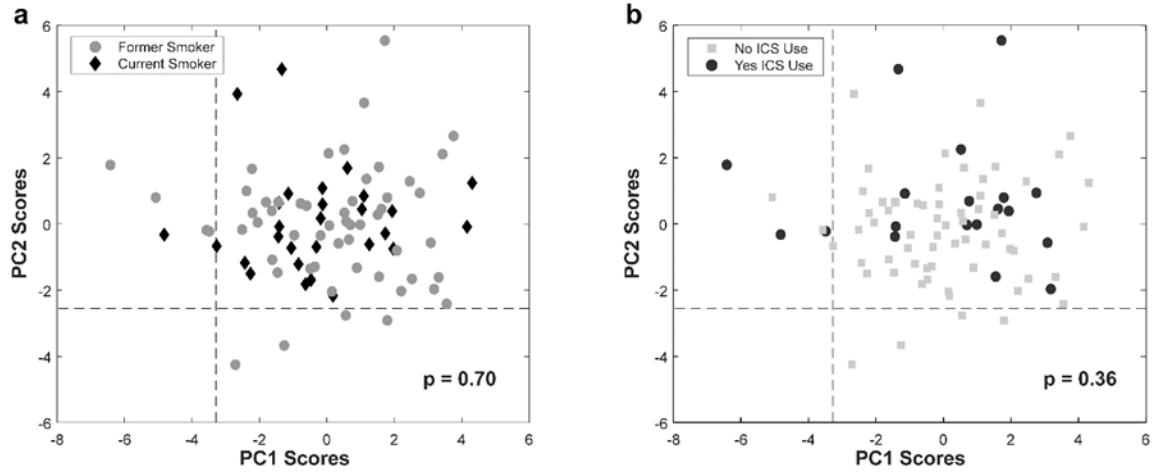 a
b
Former Smoker
Current Smoker
No ICS Use
Yes ICS Use
6
4
2
0
-2
-4
-6
PC2 Scores
p = 0.70
-8
-6
-4
-2
0
2
4
6
PC1 Scores
6
4
2
0
-2
-4
-6
PC2 Scores
p = 0.36
-8
-6
-4
-2
0
2
4
6
PC1 Scores